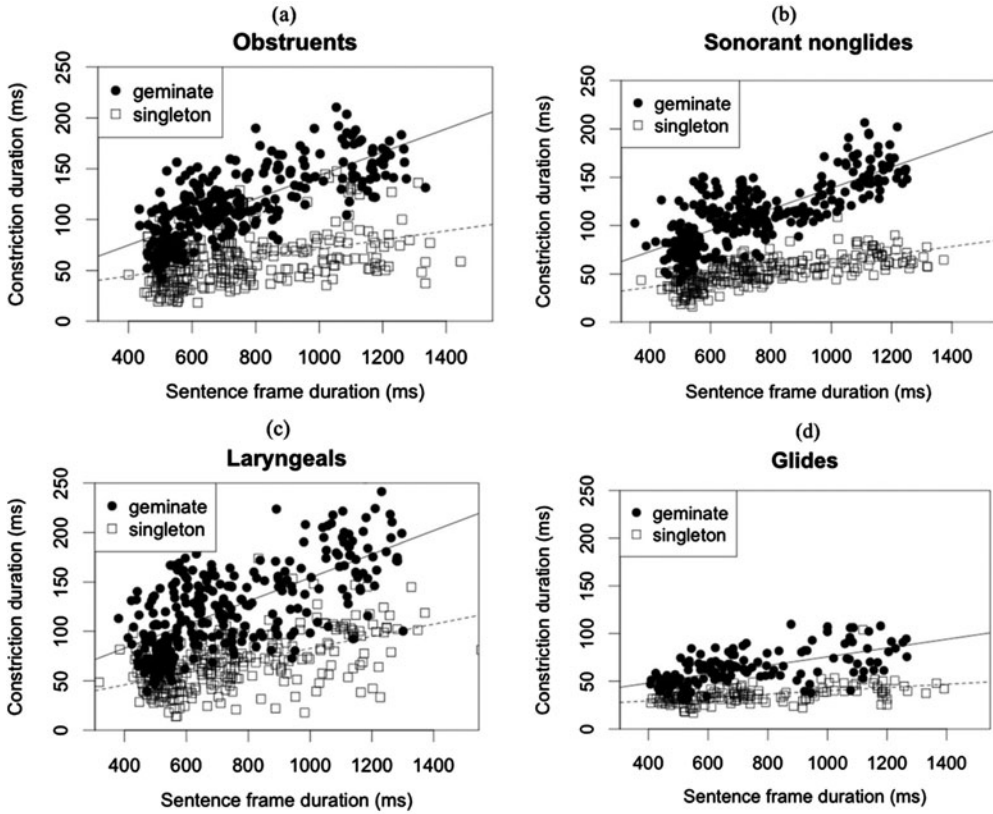 (a)
Obstruents
geminate
singleton
250
200
150
100
50
0
Constriction duration (ms)
400 600 800 1000 1200 1400
Sentence frame duration (ms)
(b)
Sonorant nonglides
geminate
singleton
250
200
150
100
50
0
Constriction duration (ms)
400 600 800 1000 1200 1400
Sentence frame duration (ms)
(c)
Laryngeals
geminate
singleton
250
200
150
100
50
0
Constriction duration (ms)
400 600 800 1000 1200 1400
Sentence frame duration (ms)
(d)
Glides
geminate
singleton
250
200
150
100
50
0
Constriction duration (ms)
400 600 800 1000 1200 1400
Sentence frame duration (ms)